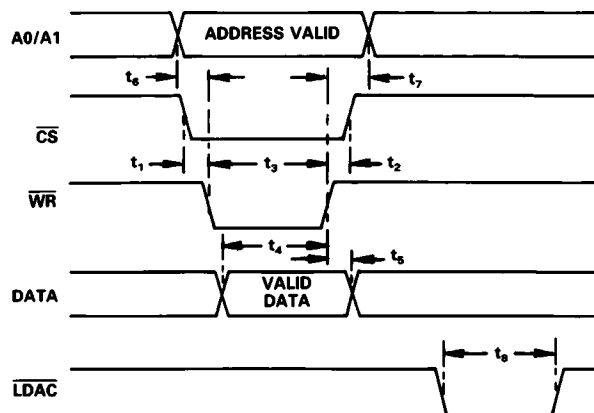 A0/A1
ADDRESS VALID
t6
t7
CS
t1
t3
t2
WR
t4
t5
DATA
VALID
DATA
LDAC
t8